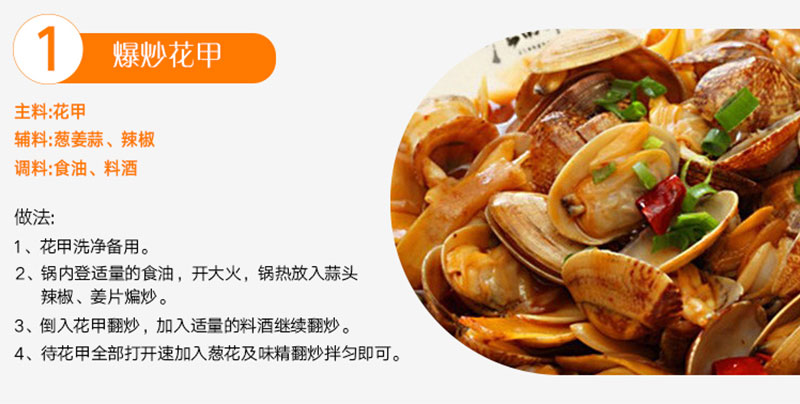 1 爆炒花甲
主料:花甲
辅料:葱姜蒜、辣椒
调料:食油、料酒
做法:
1、花甲洗净备用。
2、锅内登适量的食油，开大火，锅热放入蒜头
辣椒、姜片煸炒。
3、倒入花甲翻炒，加入适量的料酒继续翻炒。
4、待花甲全部打开速加入葱花及味精翻炒拌匀即可。